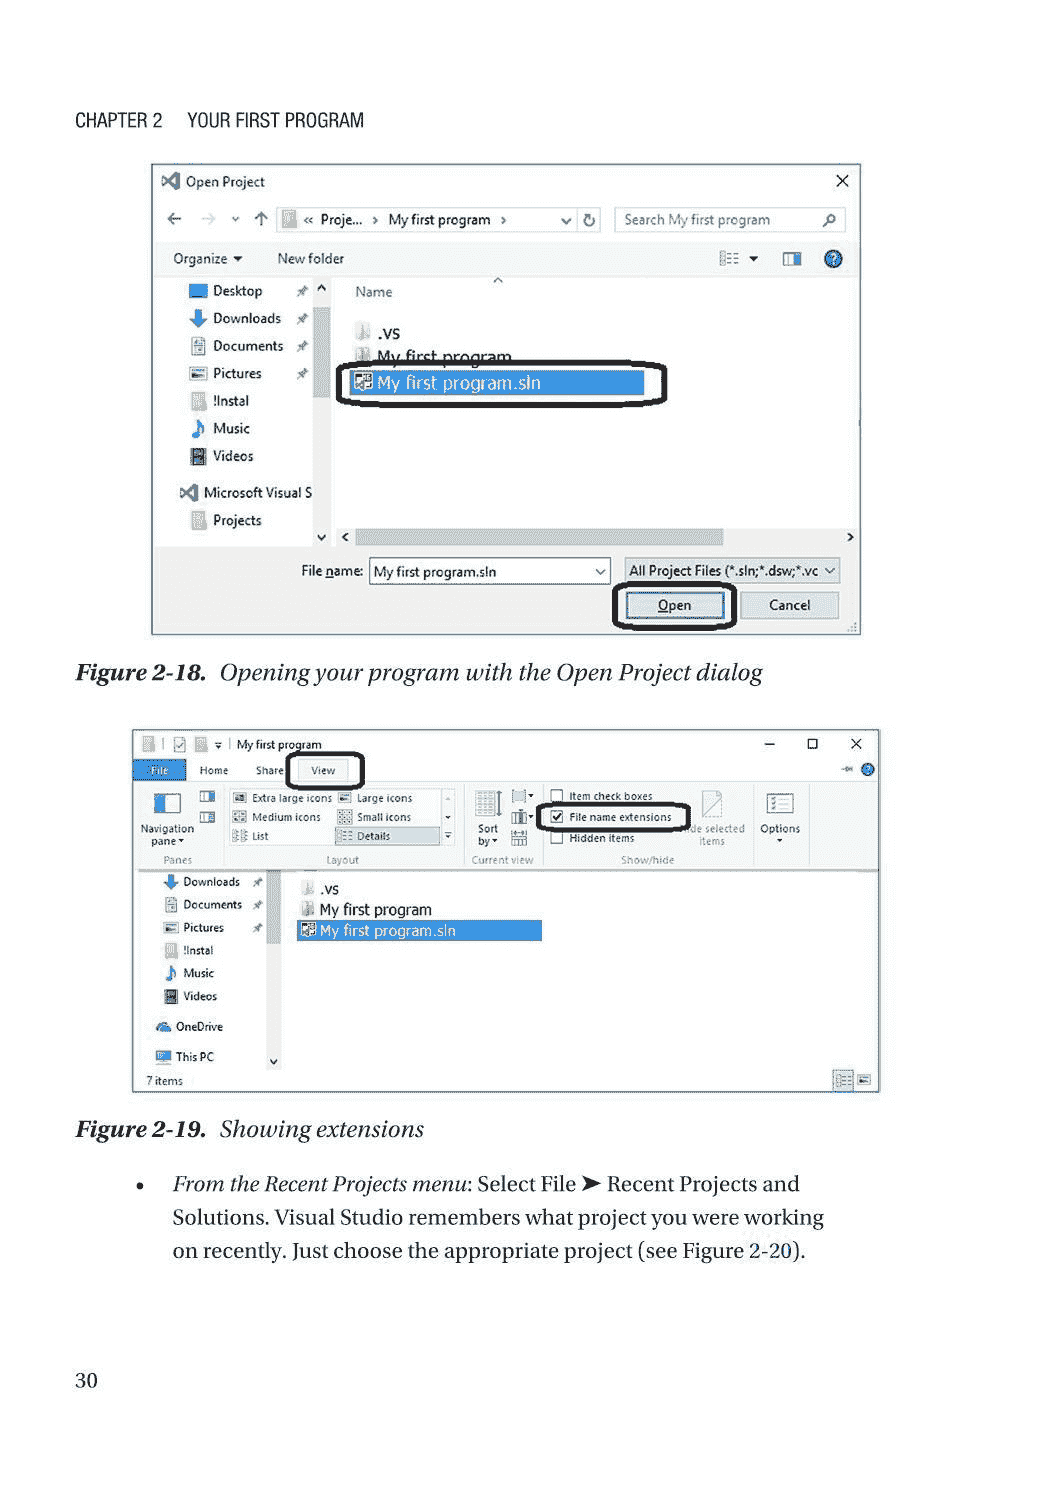 CHAPTER 2 YOUR FIRST PROGRAM
Open Project
« Proje... > My first program >
Search My first program
Organize
New folder
Desktop
Downloads
Documents
Pictures
!Instal
Music
Videos
Microsoft Visual S
Projects
Name
.vs
My first program
My first program.sln
File name: My first program.sln
All Project Files (*.sln;*.dsw;*.vc
Open
Cancel
Figure 2-18. Opening your program with the Open Project dialog
My first program
File Home Share View
Navigation
pane
Panes
Extra large icons Large icons
Medium icons Small icons
List Details
Layout
Sort
by
Current view
Item check boxes
File name extensions
Hidden items
de selected
items
Show/hide
Options
Downloads
Documents
Pictures
!Instal
Music
Videos
OneDrive
This PC
.vs
My first program
My first program.sln
7 items
Figure 2-19. Showing extensions
• From the Recent Projects menu: Select File ➤ Recent Projects and
Solutions. Visual Studio remembers what project you were working
on recently. Just choose the appropriate project (see Figure 2-20).
30